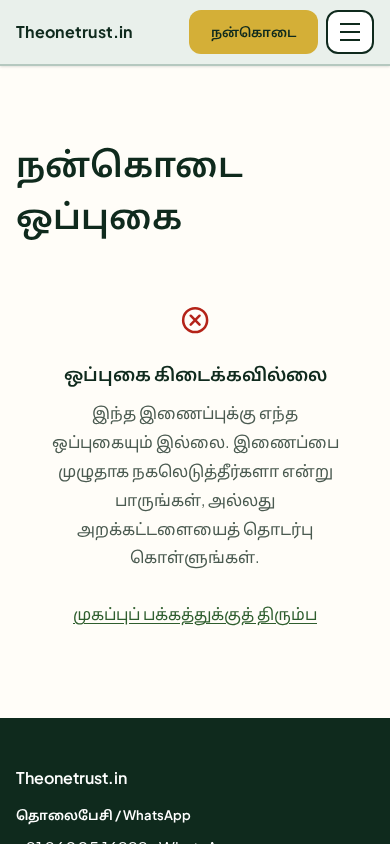 Theonetrust.in
நன்கொடை
நன்கொடை
ஒப்புகை
ஒப்புகை கிடைக்கவில்லை
இந்த இணைப்புக்கு எந்த
ஒப்புகையும் இல்லை. இணைப்பை
முழுதாக நகலெடுத்தீர்களா என்று
பாருங்கள், அல்லது
அறக்கட்டளையைத் தொடர்பு
கொள்ளுங்கள்.
முகப்புப் பக்கத்துக்குத் திரும்ப
Theonetrust.in
தொலைபேசி / WhatsApp